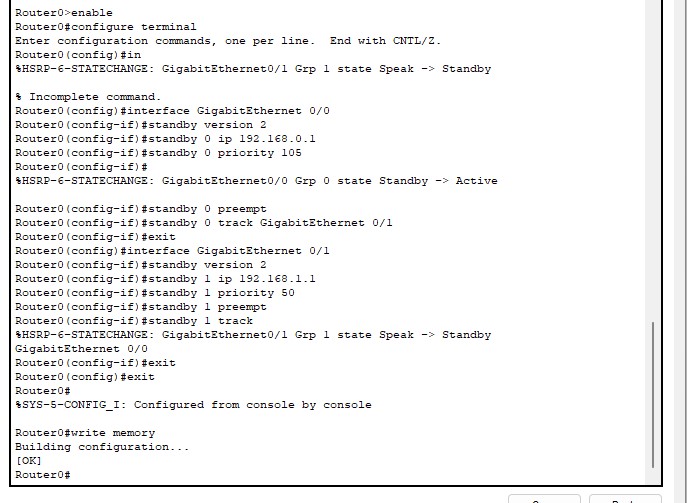 Router0>enable
Router0#configure terminal
Enter configuration commands, one per line.  End with CNTL/Z.
Router0(config)#in
%HSRP-6-STATECHANGE: GigabitEthernet0/1 Grp 1 state Speak -> Standby
% Incomplete command.
Router0(config)#interface GigabitEthernet 0/0
Router0(config-if)#standby version 2
Router0(config-if)#standby 0 ip 192.168.0.1
Router0(config-if)#standby 0 priority 105
Router0(config-if)#
%HSRP-6-STATECHANGE: GigabitEthernet0/0 Grp 0 state Standby -> Active
Router0(config-if)#standby 0 preempt
Router0(config-if)#standby 0 track GigabitEthernet 0/1
Router0(config-if)#exit
Router0(config)#interface GigabitEthernet 0/1
Router0(config-if)#standby version 2
Router0(config-if)#standby 1 ip 192.168.1.1
Router0(config-if)#standby 1 priority 50
Router0(config-if)#standby 1 preempt
Router0(config-if)#standby 1 track
%HSRP-6-STATECHANGE: GigabitEthernet0/1 Grp 1 state Speak -> Standby
GigabitEthernet 0/0
Router0(config-if)#exit
Router0(config)#exit
Router0#
%SYS-5-CONFIG_I: Configured from console by console
Router0#write memory
Building configuration...
[OK]
Router0#